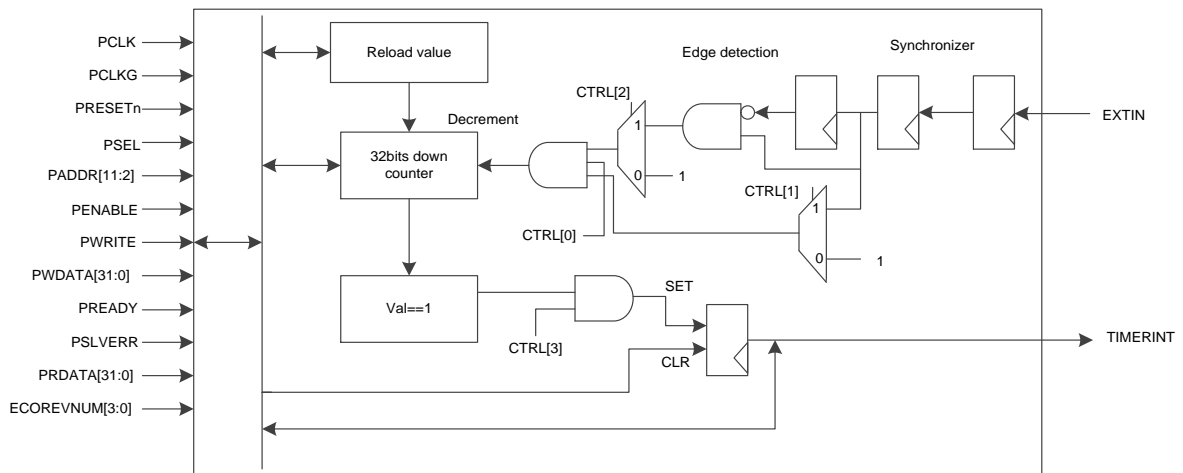 PCLK
PCLKG
PRESETn
PSEL
PADDR[11:2]
PENABLE
PWRITE
PWDATA[31:0]
PREADY
PSLVERR
PRDATA[31:0]
ECOREVNUM[3:0]
Reload value
Edge detection
Synchronizer
CTRL[2]
EXTIN
Decrement
1
32bits down
counter
0
1
CTRL[1]
1
CTRL[0]
0
1
Val==1
SET
CTRL[3]
CLR
TIMERINT